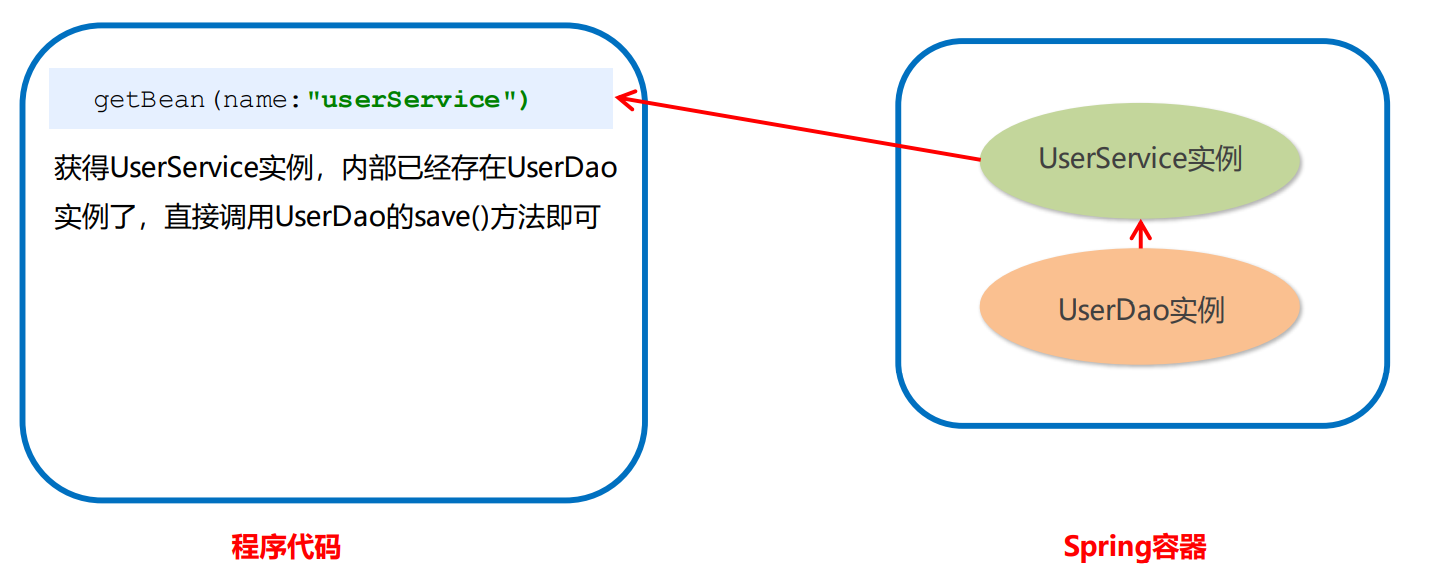 getBean(name:"userService")
获得UserService实例，内部已经存在UserDao
实例了，直接调用UserDao的save()方法即可
UserService实例
UserDao实例
程序代码
Spring容器